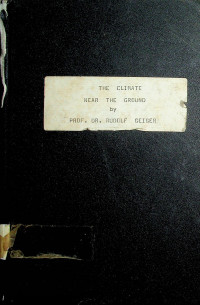 THE CLIMATE
NEAR THE GROUND
by
PROF. DR. RUDOLF GEIGER